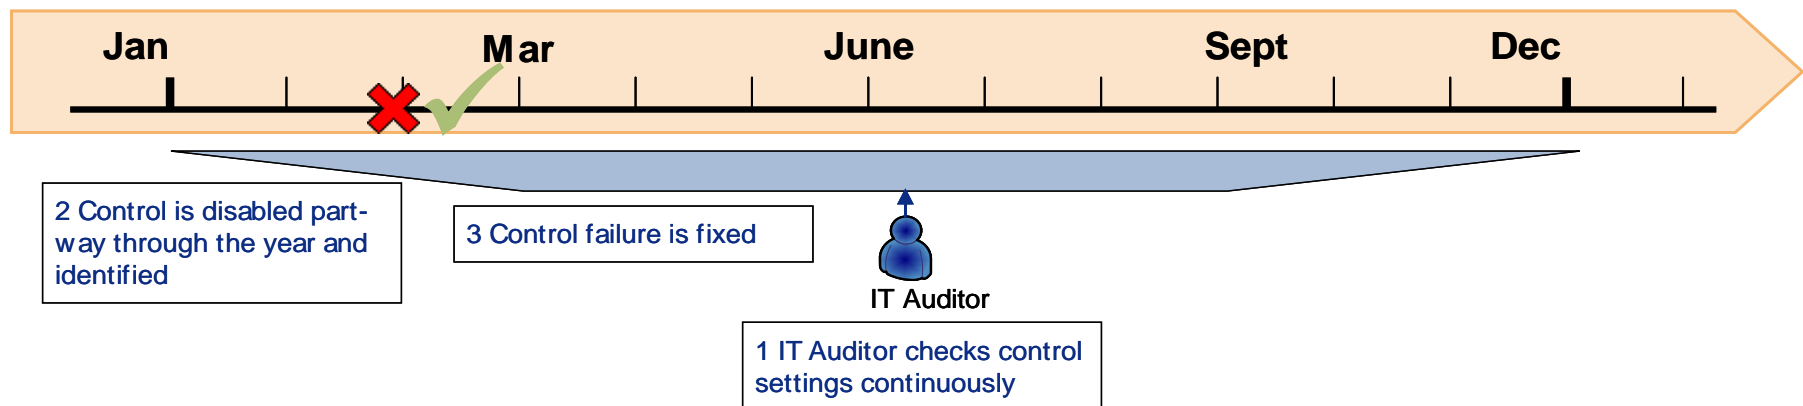 Jan Mar June Sept Dec
2 Control is disabled part-
way through the year and
identified
3 Control failure is fixed
IT Auditor
1 IT Auditor checks control
settings continuously